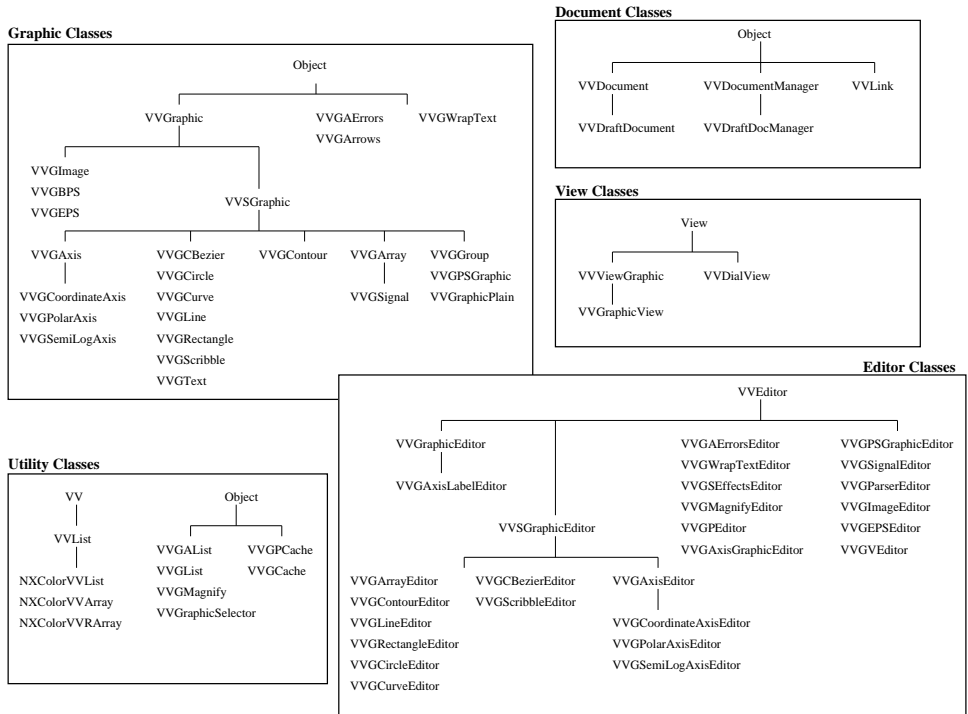 Graphic Classes
Object
VVGraphic
VVGAErrors
VVGArrows
VVGWrapText
VVGImage
VVGBPS
VVGEPS
VVSGraphic
VVGAxis
VVGCBezier
VVGCircle
VVGCurve
VVGLine
VVGRectangle
VVGScribble
VVGText
VVGContour
VVGArray
VVGSignal
VVGGroup
VVGPSGraphic
VVGraphicPlain
VVGCoordinateAxis
VVGPolarAxis
VVGSemiLogAxis
Document Classes
Object
VVDocument
VVDocumentManager
VVLink
VVDraftDocument
VVDraftDocManager
View Classes
View
VVViewGraphic
VVDialView
VVGraphicView
Editor Classes
VVEditor
VVGraphicEditor
VVGAxisLabelEditor
VVSGraphicEditor
VVGAErrorsEditor
VVGWrapTextEditor
VVGSEffectsEditor
VVGMagnifyEditor
VVGPEditor
VVGAxisGraphicEditor
VVGPSGraphicEditor
VVGSignalEditor
VVGParserEditor
VVGImageEditor
VVGEPSEditor
VVGVEditor
VVGArrayEditor
VVGContourEditor
VVGLineEditor
VVGRectangleEditor
VVGCircleEditor
VVGCurveEditor
VVGCBezierEditor
VVGScribbleEditor
VVGAxisEditor
VVGCoordinateAxisEditor
VVGPolarAxisEditor
VVGSemiLogAxisEditor
Utility Classes
VV
VVList
NXColorVVList
NXColorVVArray
NXColorVVRArray
Object
VVGAList
VVGList
VVGMagnify
VVGraphicSelector
VVGPCache
VVGCache